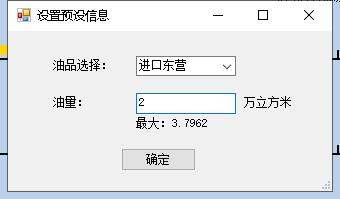 设置预设信息
油品选择： 进口东营
油量： 2 万立方米
最大：3.7962
确定